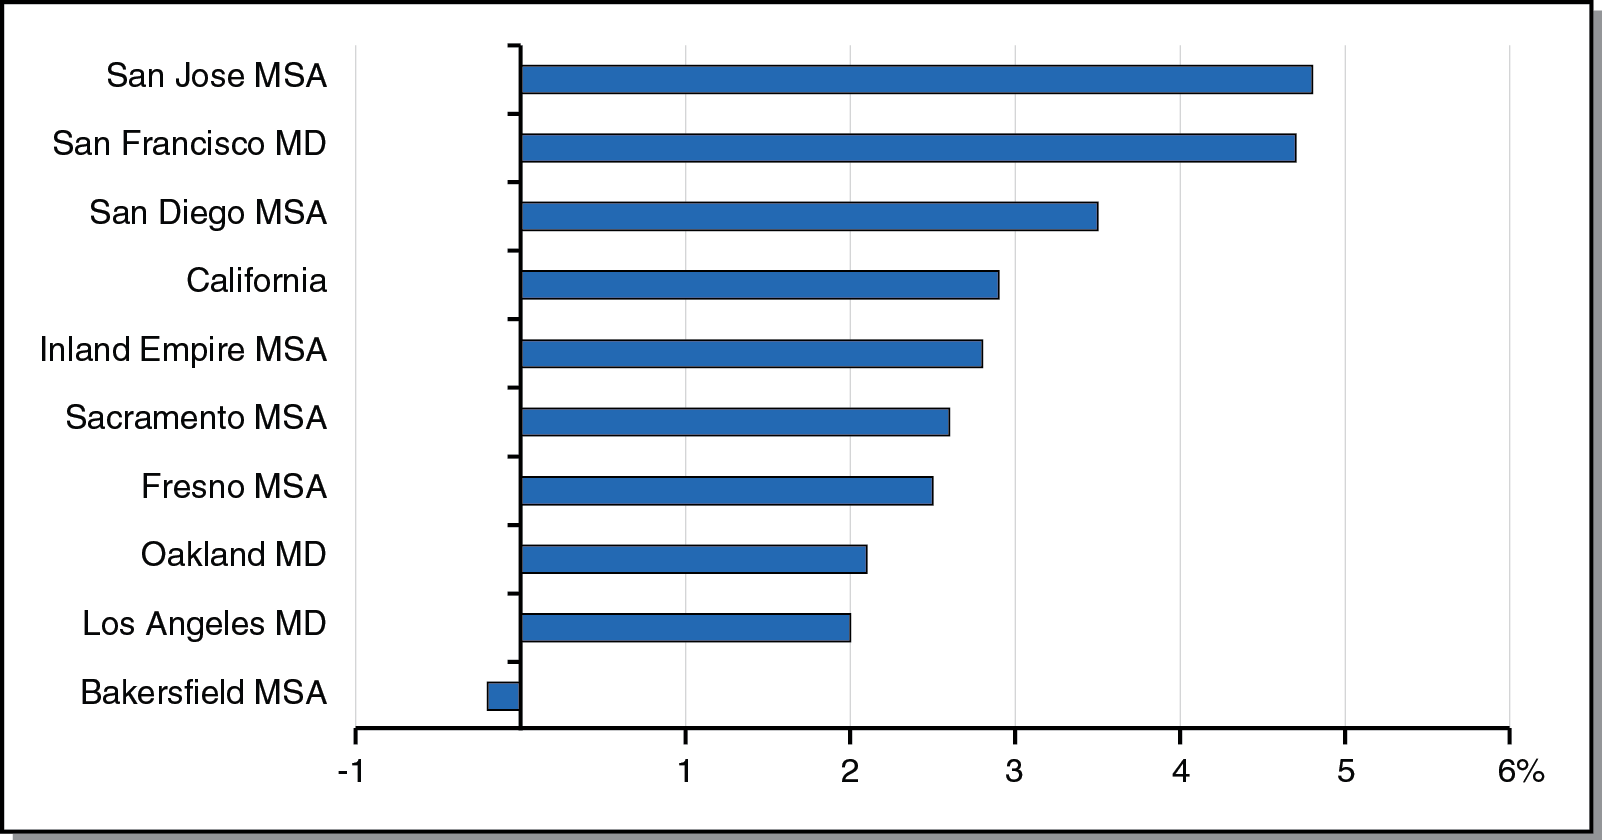 San Jose MSA
San Francisco MD
San Diego MSA
California
Inland Empire MSA
Sacramento MSA
Fresno MSA
Oakland MD
Los Angeles MD
Bakersfield MSA
-1 1 2 3 4 5 6%